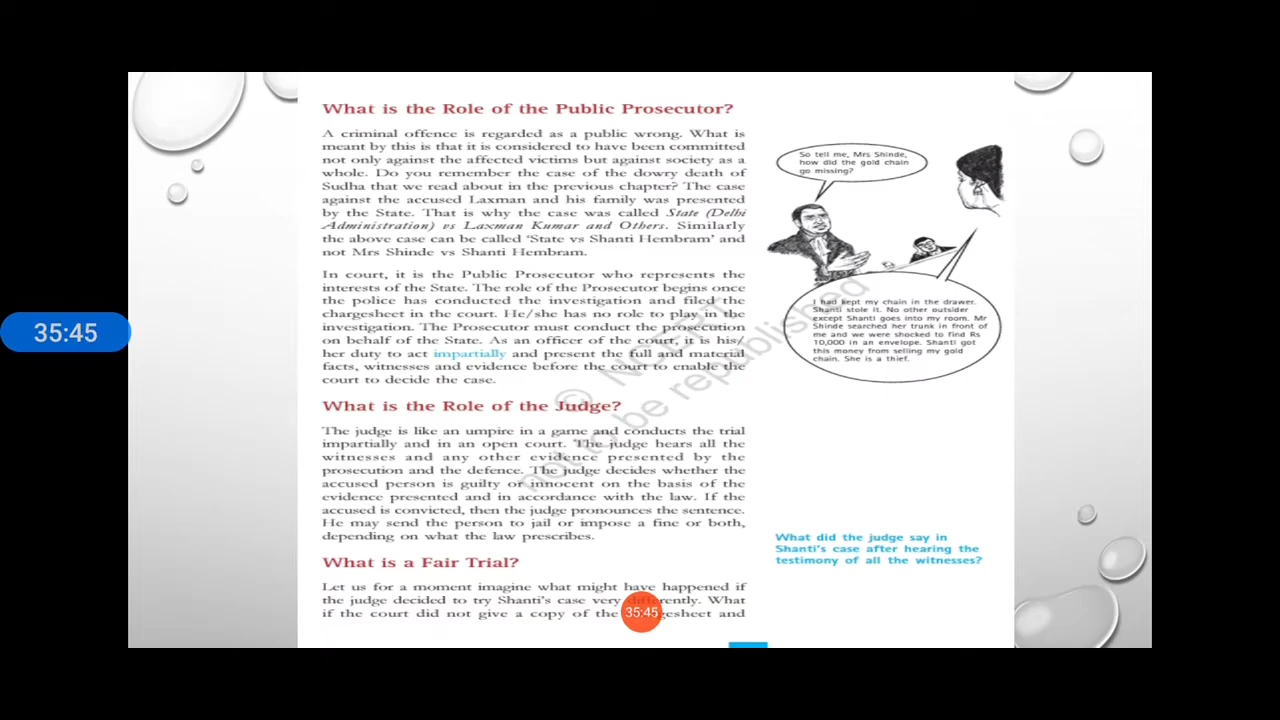 What is the Role of the Public Prosecutor?
A criminal offence is regarded as a public wrong. What is
meant by this is that it is considered to have been committed
not only against the affected victims but against society as a
whole. Do you remember the case of the dowry death of
Sudha that we read about in the previous chapter? The case
against the accused Laxman and his family was presented
by the State. That is why the case was called State (Delhi
Administration) vs Laxman Kumar and Others. Similarly
the above case can be called ‘State vs Shanti Hembram’ and
not Mrs Shinde vs Shanti Hembram.
In court, it is the Public Prosecutor who represents the
interests of the State. The role of the Prosecutor begins once
the police has conducted the investigation and filed the
chargesheet in the court. He/she has no role to play in the
investigation. The Prosecutor must conduct the prosecution
on behalf of the State. As an officer of the court, it is his/
her duty to act impartially and present the full and material
facts, witnesses and evidence before the court to enable the
court to decide the case.
What is the Role of the Judge?
The judge is like an umpire in a game and conducts the trial
impartially and in an open court. The judge hears all the
witnesses and any other evidence presented by the
prosecution and the defence. The judge decides whether the
accused person is guilty or innocent on the basis of the
evidence presented and in accordance with the law. If the
accused is convicted, then the judge pronounces the sentence.
He may send the person to jail or impose a fine or both,
depending on what the law prescribes.
What is a Fair Trial?
Let us for a moment imagine what might have happened if
the judge decided to try Shanti’s case very differently. What
if the court did not give a copy of the gesheet and
So tell me, Mrs Shinde,
how did the gold chain
go missing?
I had kept my chain in the drawer.
Shanti stole it. No other outsider
except Shanti goes into my room. Mr
Shinde searched her trunk in front of
me and we were shocked to find Rs
10,000 in an envelope. Shanti got
this money from selling my gold
chain. She is a thief.
What did the judge say in
Shanti’s case after hearing the
testimony of all the witnesses?
© NCERT
not to be republished
35:45
35:45